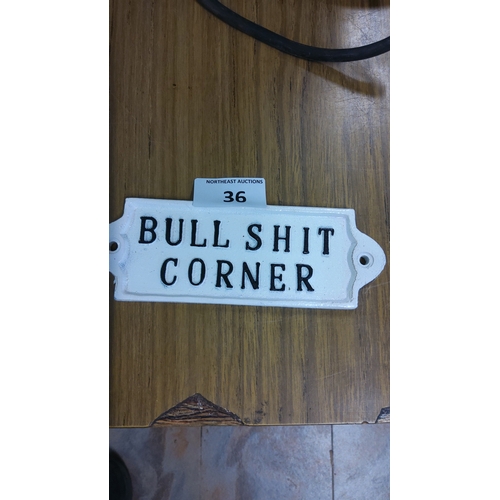 NORTHEAST AUCTIONS
36
BULL SHIT
CORNER